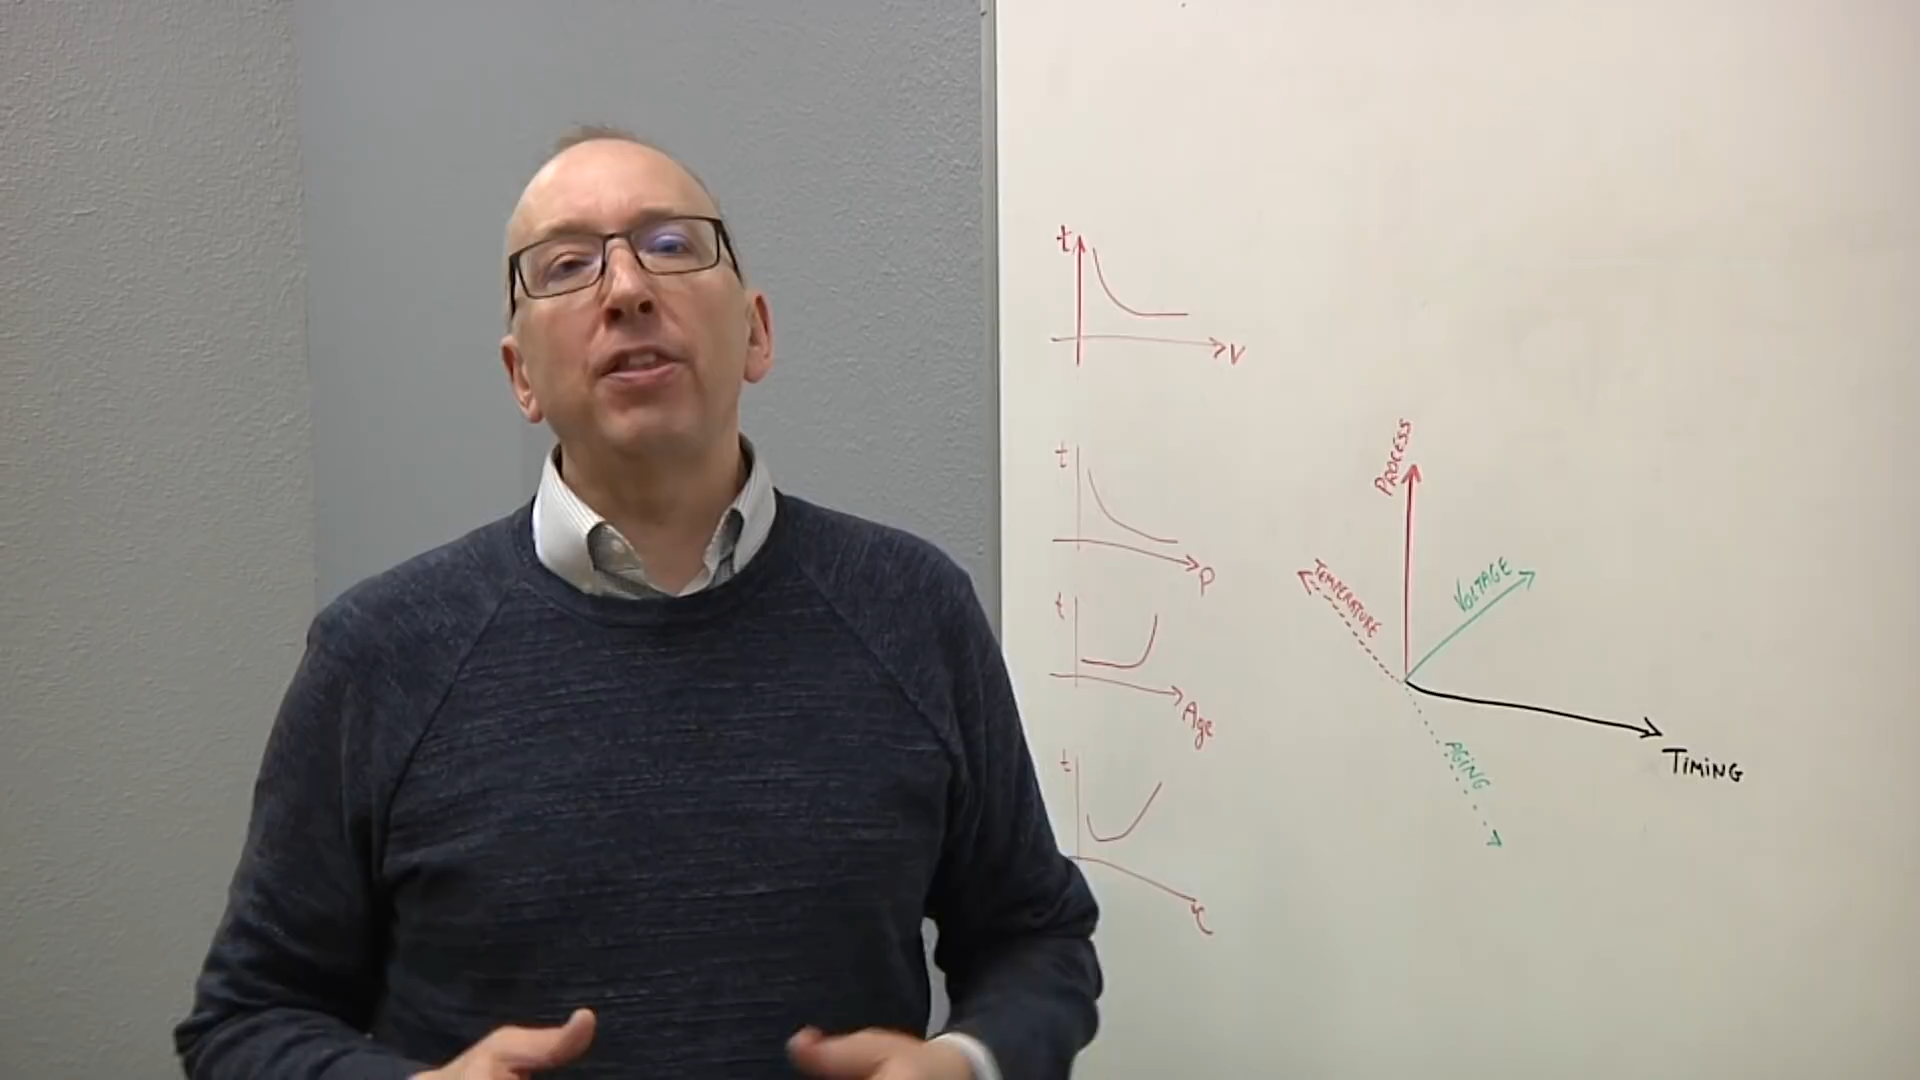 t
V
t
P
t
Age
t
PROCESS
TEMPERATURE
VOLTAGE
AGING
TIMING